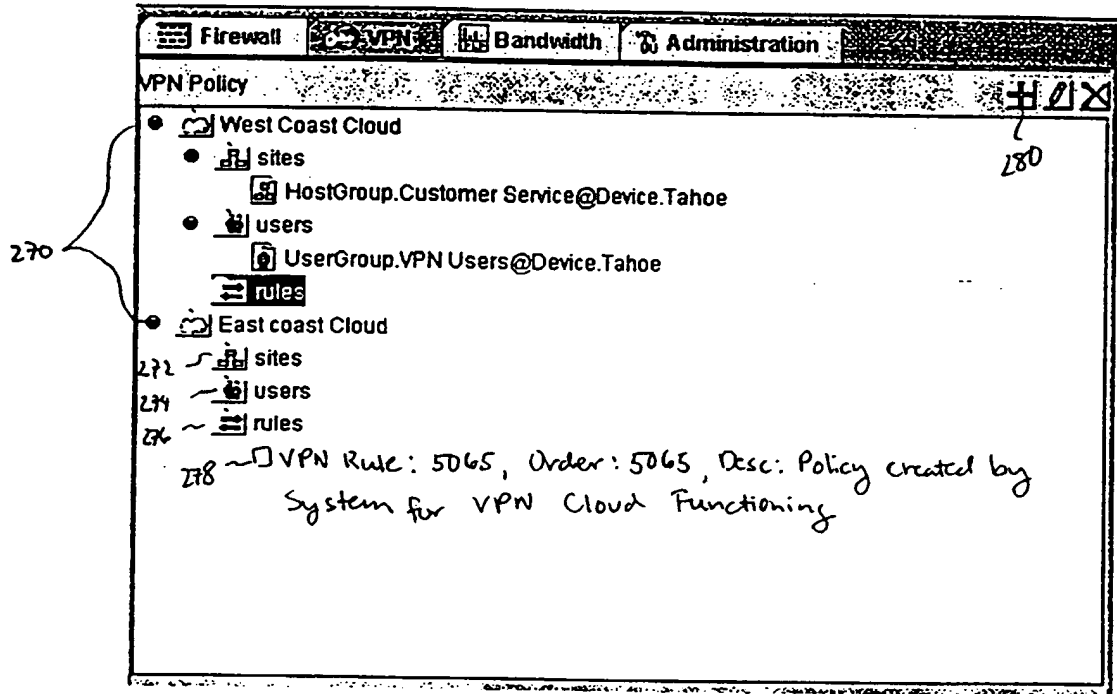 Firewall VPN Bandwidth Administration
VPN Policy
280
West Coast Cloud
sites
HostGroup.Customer Service@Device.Tahoe
users
UserGroup.VPN Users@Device.Tahoe
270
rules
East coast Cloud
272 sites
274 users
276 rules
278 VPN Rule: 5065, Order: 5065, Desc: Policy created by
System for VPN Cloud Functioning